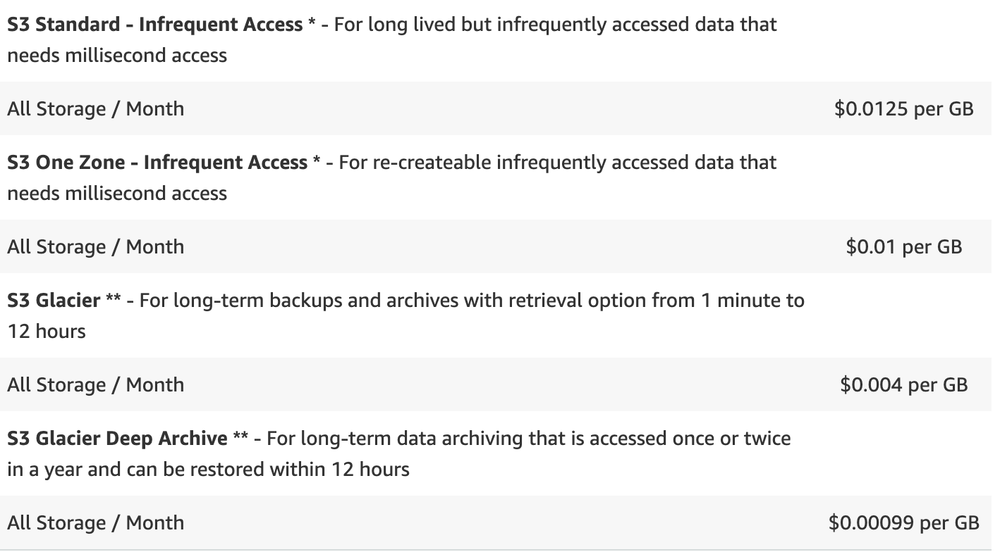 S3 Standard - Infrequent Access * - For long lived but infrequently accessed data that
needs millisecond access
All Storage / Month $0.0125 per GB
S3 One Zone - Infrequent Access * - For re-createable infrequently accessed data that
needs millisecond access
All Storage / Month $0.01 per GB
S3 Glacier ** - For long-term backups and archives with retrieval option from 1 minute to
12 hours
All Storage / Month $0.004 per GB
S3 Glacier Deep Archive ** - For long-term data archiving that is accessed once or twice
in a year and can be restored within 12 hours
All Storage / Month $0.00099 per GB